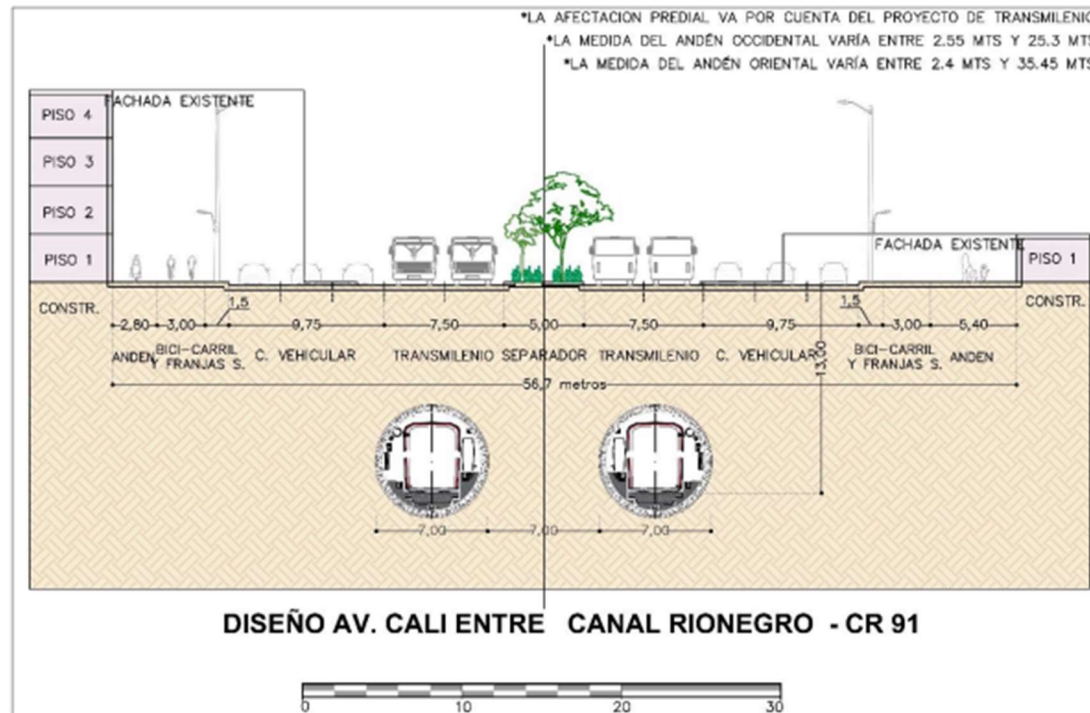 *LA AFECTACION PREDIAL VA POR CUENTA DEL PROYECTO DE TRANSMILENIO
*LA MEDIDA DEL ANDÉN OCCIDENTAL VARÍA ENTRE 2.55 MTS Y 25.3 MTS
*LA MEDIDA DEL ANDÉN ORIENTAL VARÍA ENTRE 2.4 MTS Y 35.45 MTS
FACHADA EXISTENTE
PISO 4
PISO 3
PISO 2
PISO 1
FACHADA EXISTENTE
PISO 1
CONSTR.
1,5
1,5
CONSTR.
2,80 3,00 9,75 7,50 5,00 7,50 9,75 3,00 5,40
ANDEN BICI-CARRIL Y FRANJAS S. C. VEHICULAR TRANSMILENIO SEPARADOR TRANSMILENIO C. VEHICULAR BICI-CARRIL Y FRANJAS S. ANDEN
13,00
56,7 metros
7,00 7,00 7,00
DISEÑO AV. CALI ENTRE CANAL RIONEGRO - CR 91
0 10 20 30